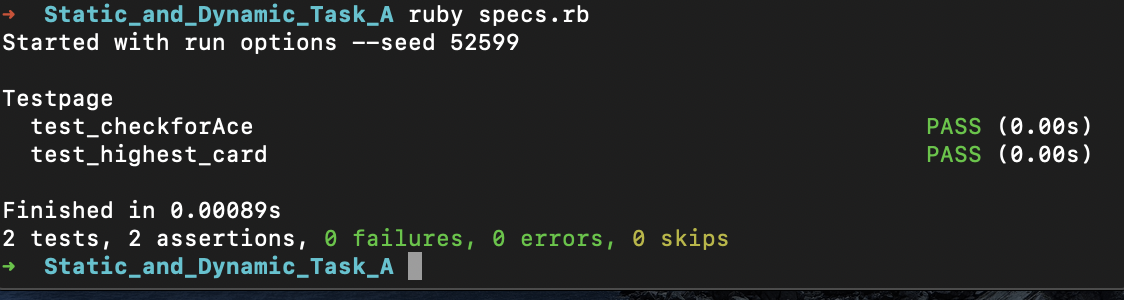 → Static_and_Dynamic_Task_A ruby specs.rb
Started with run options --seed 52599
Testpage
test_checkforAce PASS (0.00s)
test_highest_card PASS (0.00s)
Finished in 0.00089s
2 tests, 2 assertions, 0 failures, 0 errors, 0 skips
→ Static_and_Dynamic_Task_A